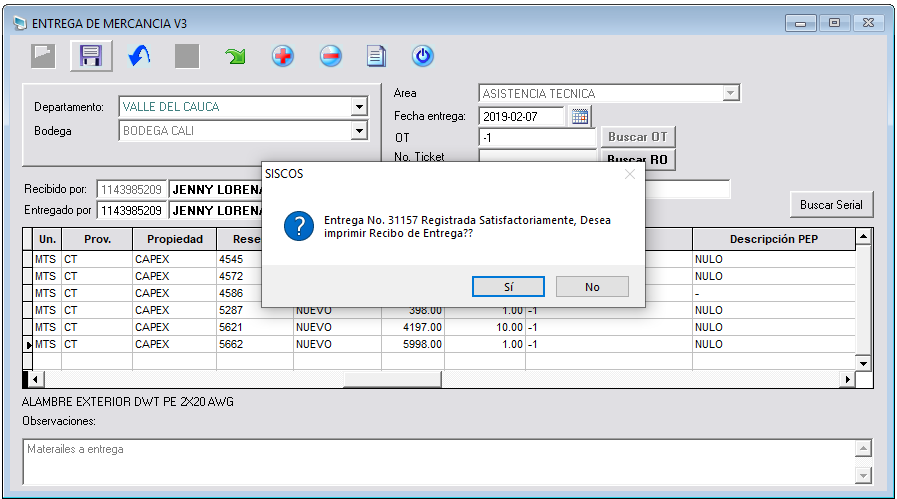 ENTREGA DE MERCANCIA V3
Departamento: VALLE DEL CAUCA
Bodega BODEGA CALI
Area ASISTENCIA TECNICA
Fecha entrega: 2019-02-07
OT -1 Buscar OT
No. Ticket Buscar RO
Recibido por: 1143985209 JENNY LOREN
Entregado por 1143985209 JENNY LOREN
Buscar Serial
SISCOS
Entrega No. 31157 Registrada Satisfactoriamente, Desea
imprimir Recibo de Entrega??
Sí No
Un. Prov. Propiedad Rese Descripción PEP
MTS CT CAPEX 4545 NULO
MTS CT CAPEX 4572 NULO
MTS CT CAPEX 4586 -
MTS CT CAPEX 5287 NUEVO 398.00 1.00 -1 NULO
MTS CT CAPEX 5621 NUEVO 4197.00 10.00 -1 NULO
MTS CT CAPEX 5662 NUEVO 5998.00 1.00 -1 NULO
ALAMBRE EXTERIOR DWT PE 2X20 AWG
Observaciones:
Materailes a entrega